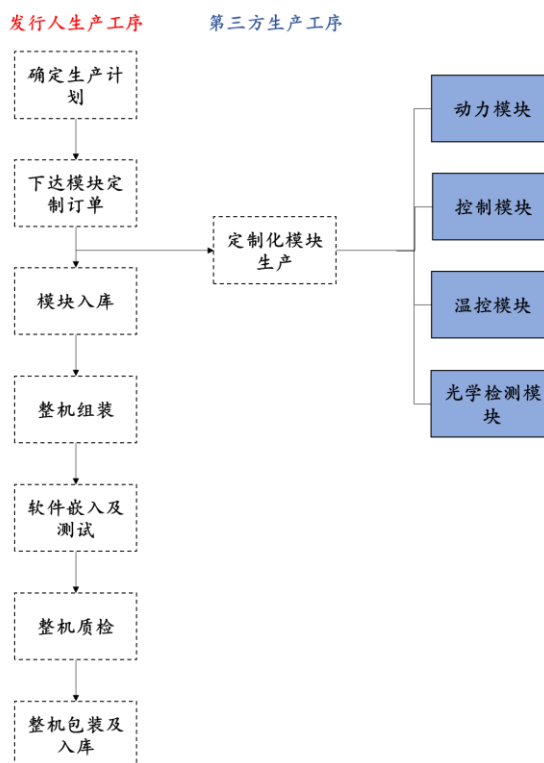 发行人生产工序
第三方生产工序
确定生产计
划
下达模块定
制订单
模块入库
整机组装
软件嵌入及
测试
整机质检
整机包装及
入库
定制化模块
生产
动力模块
控制模块
温控模块
光学检测模
块